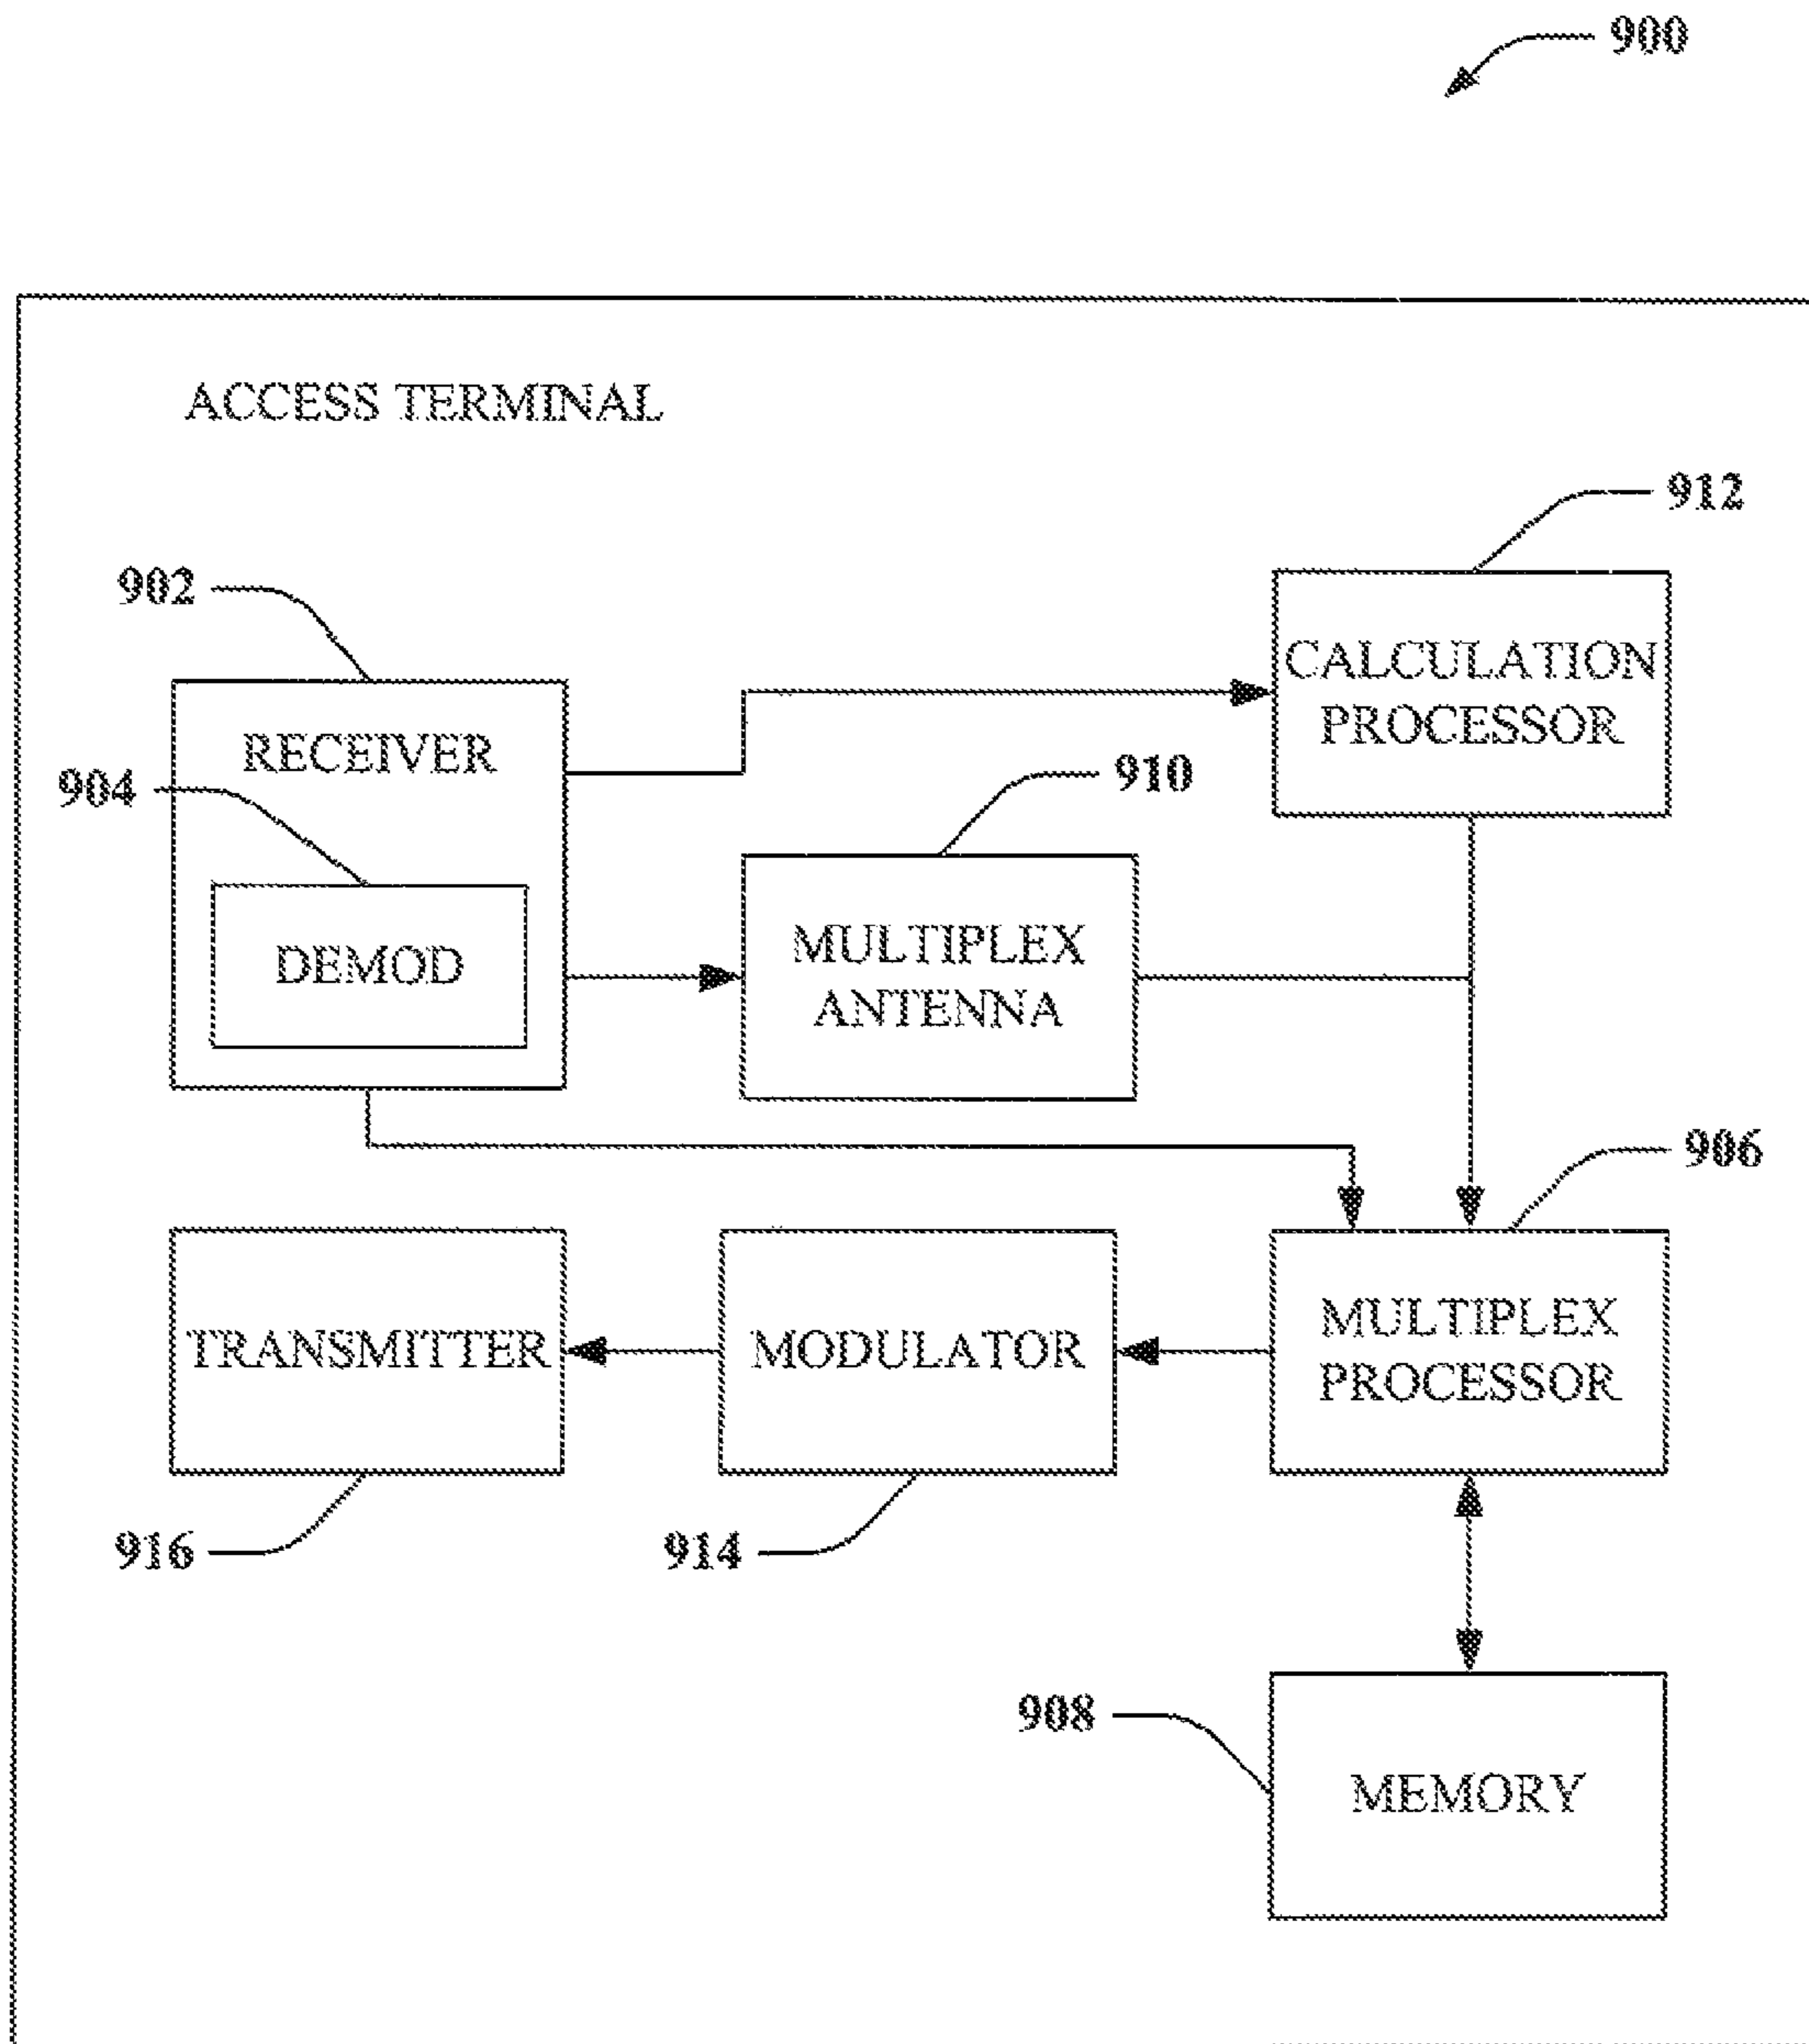 900
ACCESS TERMINAL
912
902
CALCULATION
PROCESSOR
RECEIVER
904
910
DEMOD
MULTIPLEX
ANTENNA
906
TRANSMITTER
MODULATOR
MULTIPLEX
PROCESSOR
916
914
908
MEMORY